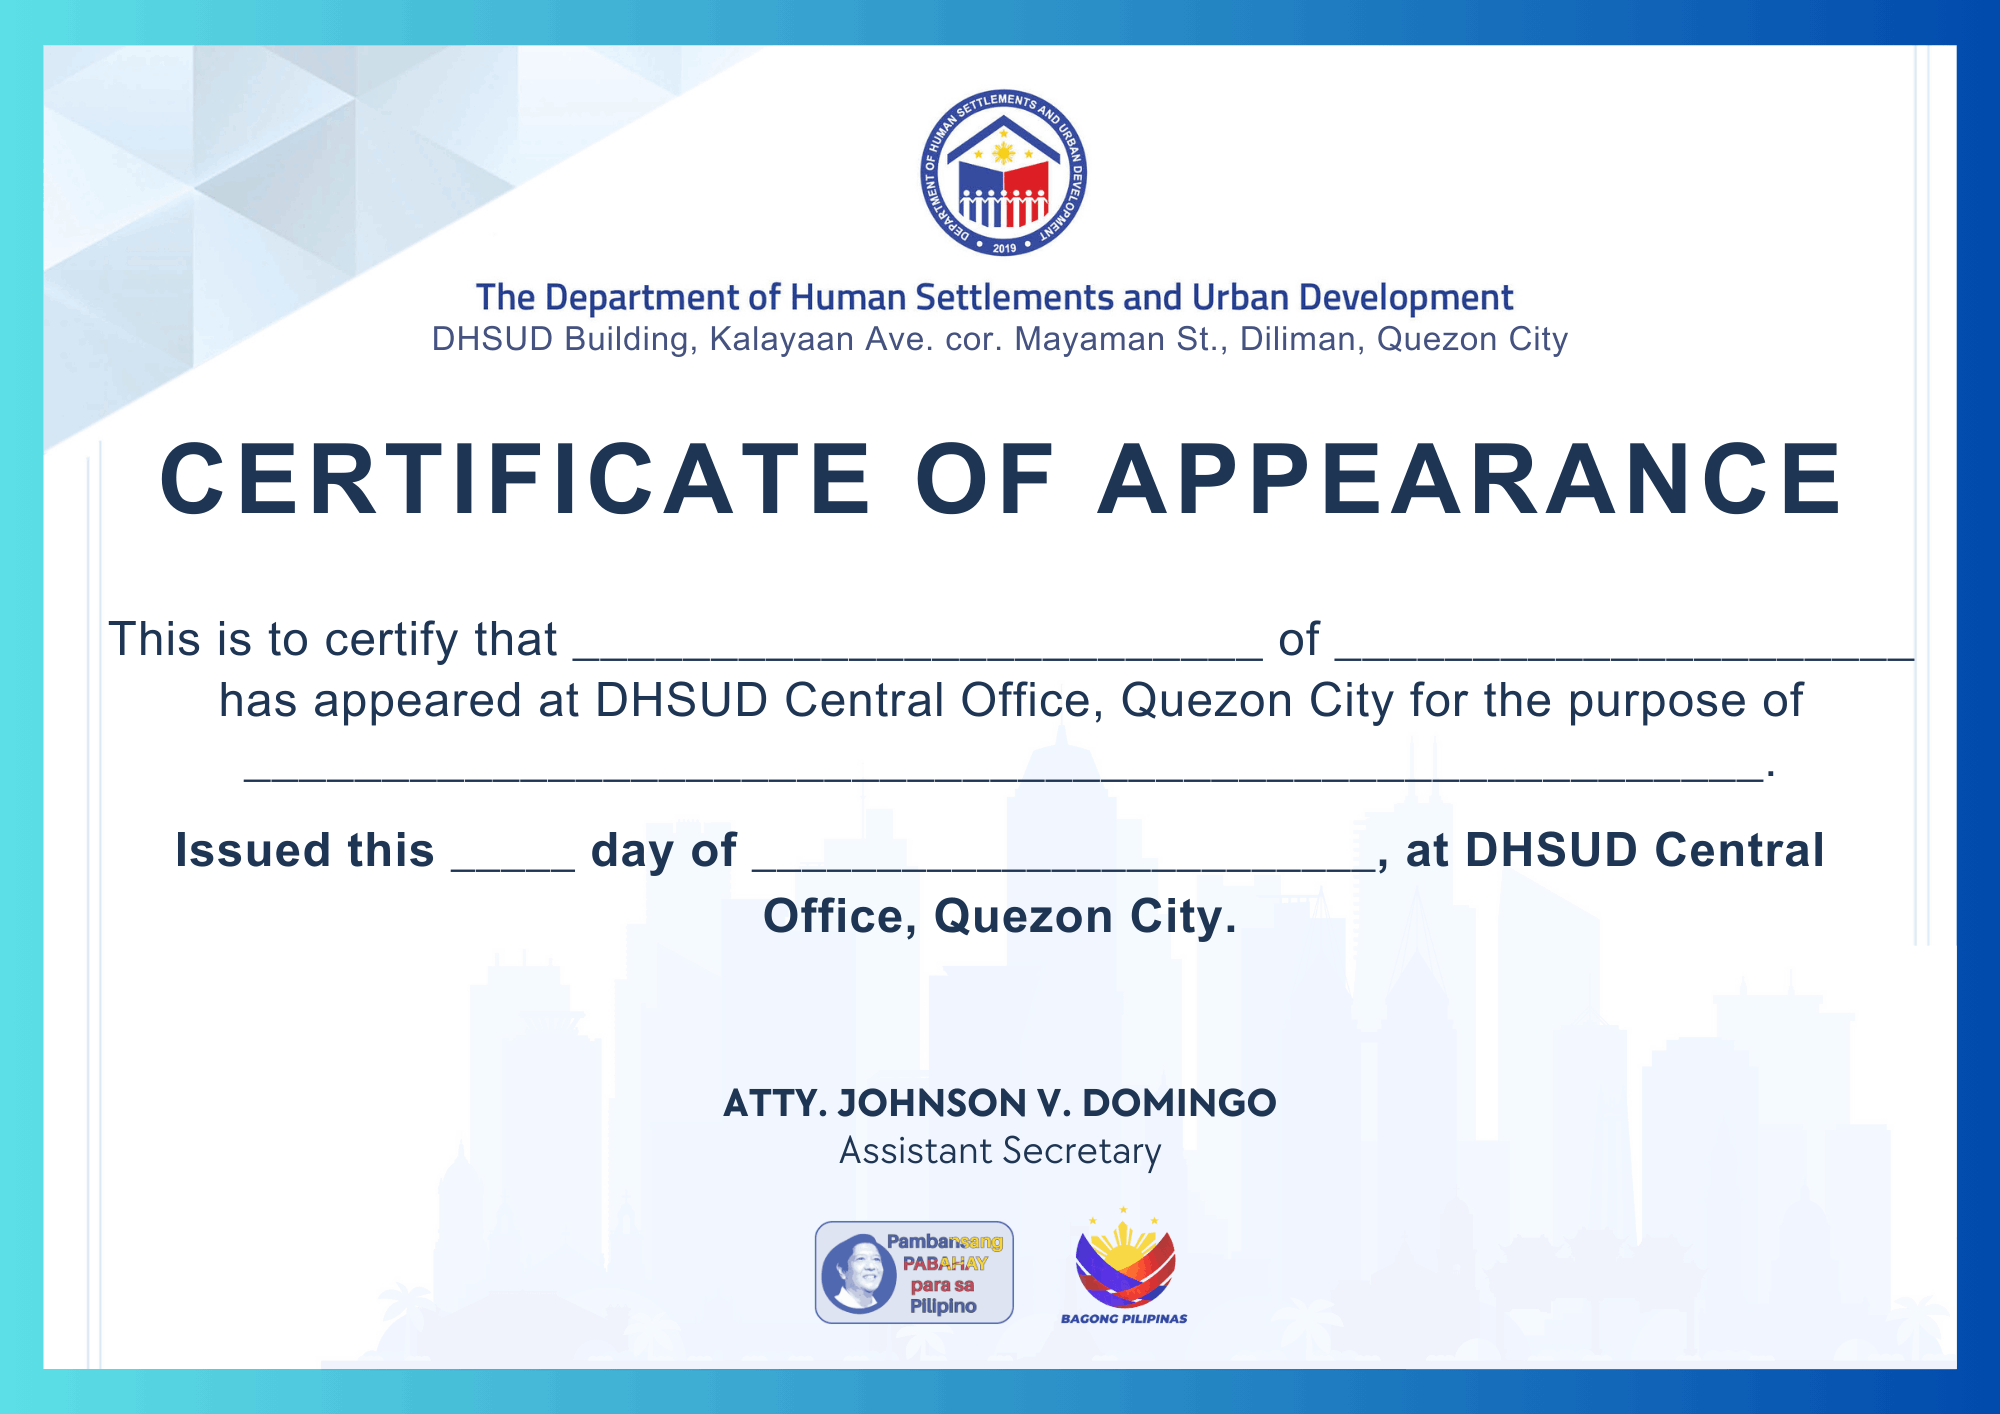 DEPARTMENT OF HUMAN SETTLEMENTS AND URBAN DEVELOPMENT
2019
The Department of Human Settlements and Urban Development
DHSUD Building, Kalayaan Ave. cor. Mayaman St., Diliman, Quezon City
CERTIFICATE OF APPEARANCE
This is to certify that _________________________ of _____________________
has appeared at DHSUD Central Office, Quezon City for the purpose of
_______________________________________________________.
Issued this _____ day of _________________________, at DHSUD Central
Office, Quezon City.
ATTY. JOHNSON V. DOMINGO
Assistant Secretary
Pambansang
PABAHAY
para sa
Pilipino
BAGONG PILIPINAS